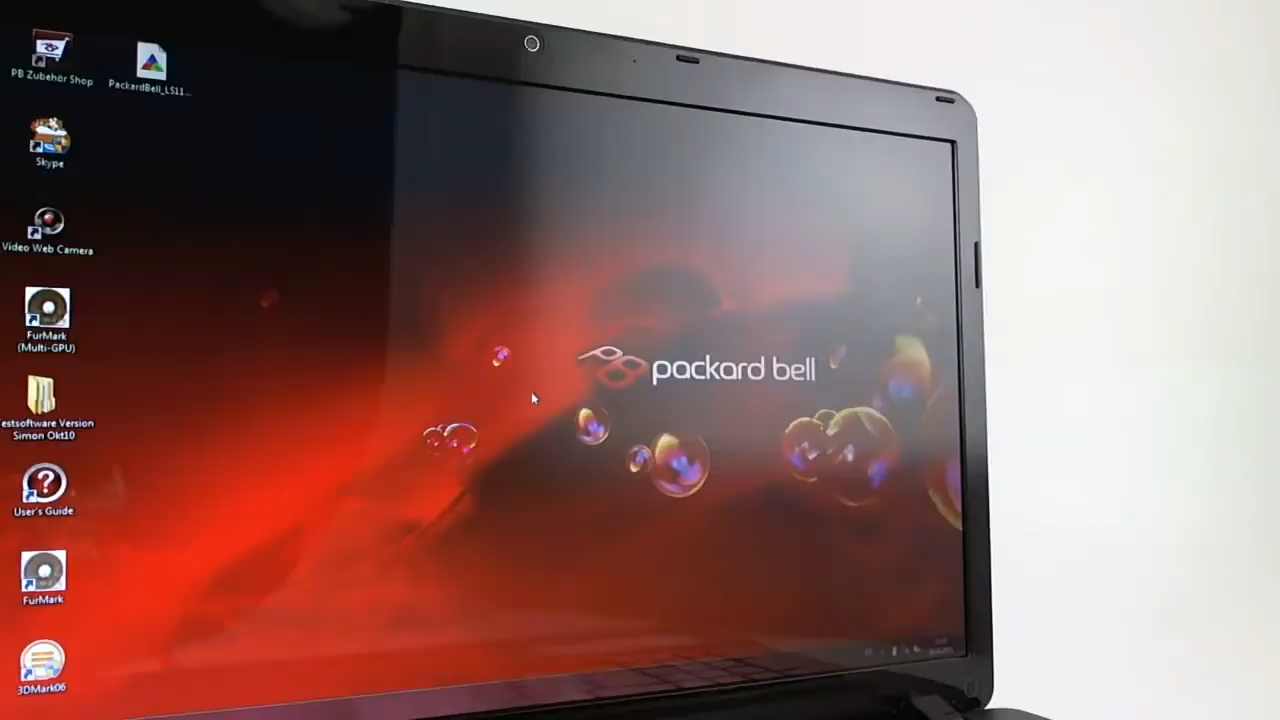 PB Zubehör Shop
PackardBell_LS11...
Skype
Video Web Camera
FurMark
(Multi-GPU)
estsoftware Version
Simon Okt10
User's Guide
FurMark
3DMark06
packard bell